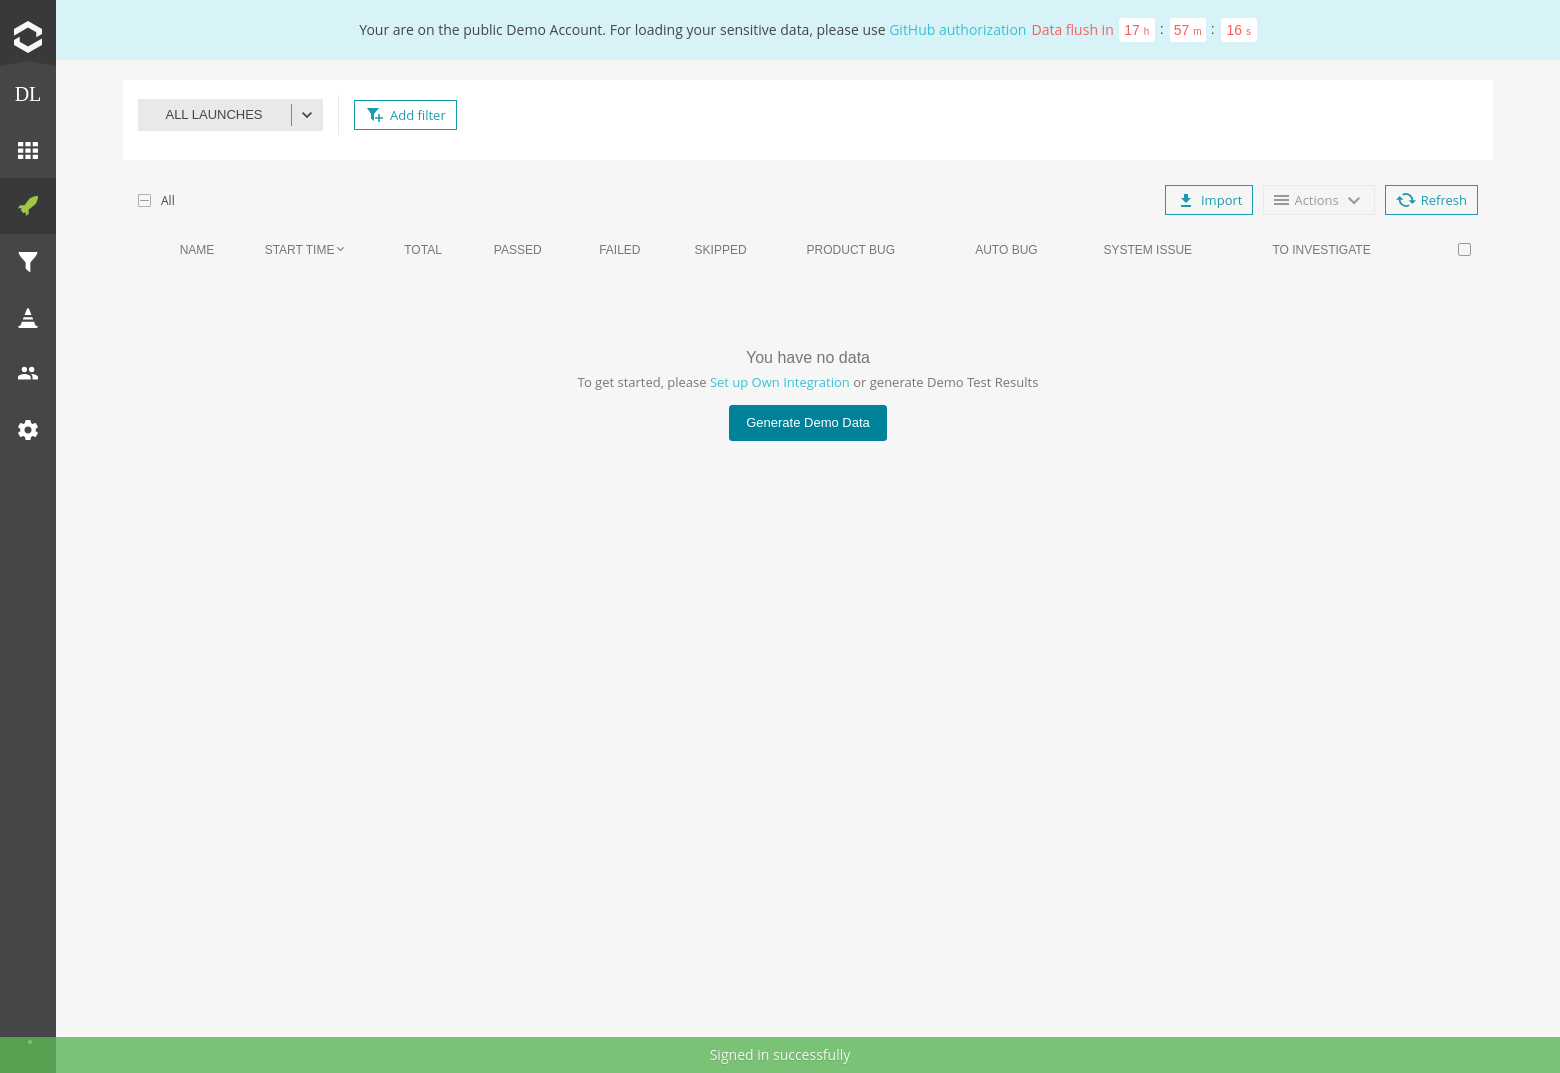 Your are on the public Demo Account. For loading your sensitive data, please use GitHub authorization Data flush in 17 h : 57 m : 16 s
DL
ALL LAUNCHES
Add filter
All
Import
Actions
Refresh
NAME START TIME TOTAL PASSED FAILED SKIPPED PRODUCT BUG AUTO BUG SYSTEM ISSUE TO INVESTIGATE
You have no data
To get started, please Set up Own Integration or generate Demo Test Results
Generate Demo Data
Signed in successfully